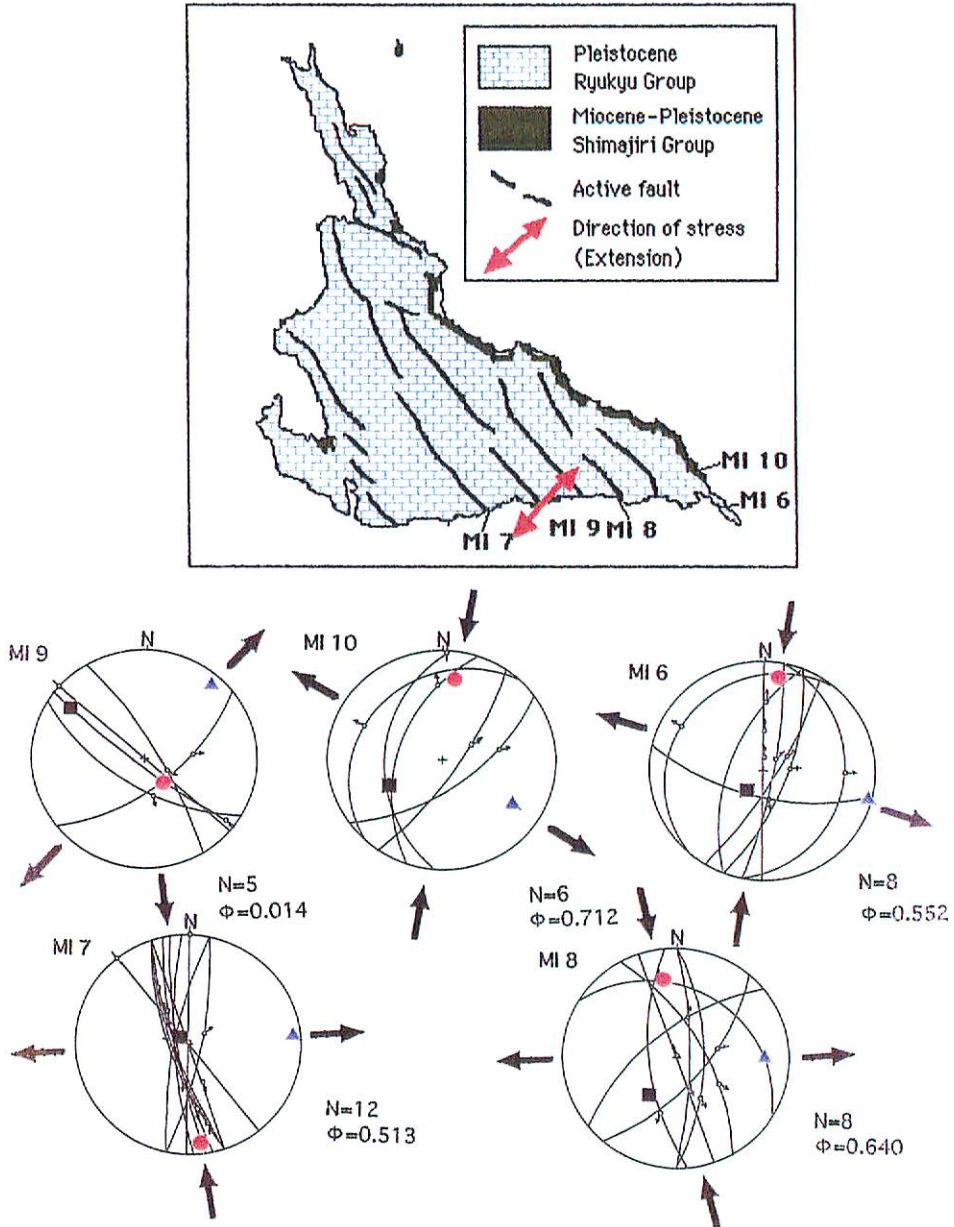 Pleistocene
Ryukyu Group
Miocene-Pleistocene
Shimajiri Group
Active fault
Direction of stress
(Extension)
MI 10
MI 6
MI 7
MI 9
MI 8
MI 9
N
N=5
Φ=0.014
MI 10
N
N=6
Φ=0.712
MI 6
N
N=8
Φ=0.552
MI 7
N
N=12
Φ=0.513
MI 8
N
N=8
Φ=0.640